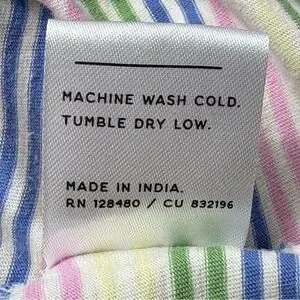 MACHINE WASH COLD.
TUMBLE DRY LOW.
MADE IN INDIA.
RN 128480 / CU 832196